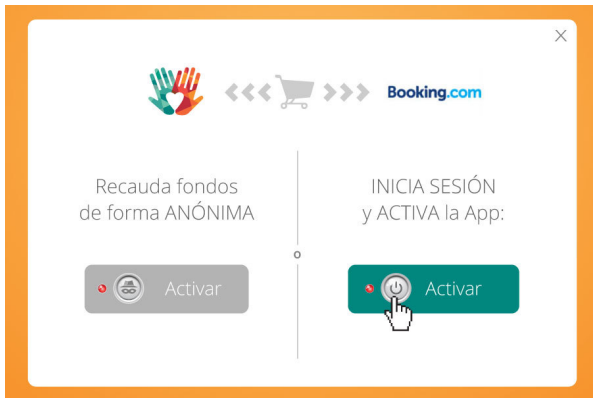 Booking.com
Recauda fondos
de forma ANÓNIMA
Activar
o
INICIA SESIÓN
y ACTIVA la App:
Activar